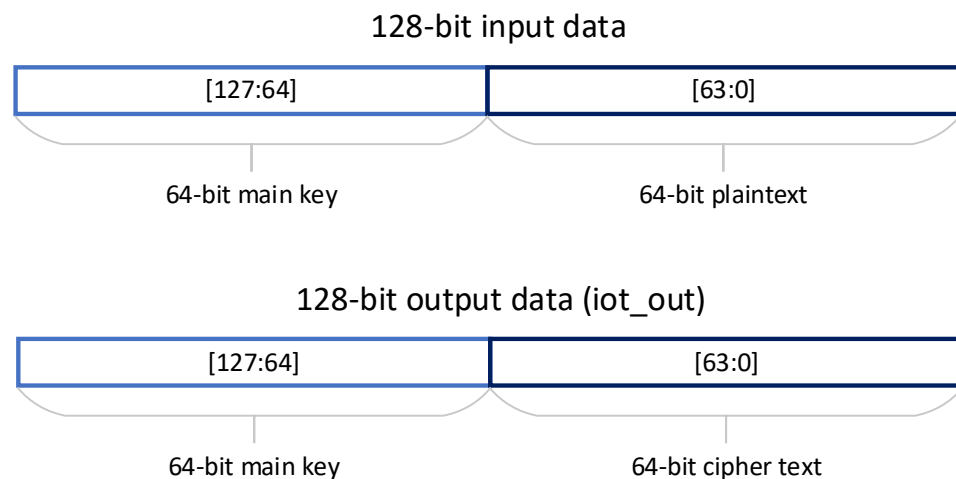 128-bit input data
[127:64] [63:0]
64-bit main key 64-bit plaintext
128-bit output data (iot_out)
[127:64] [63:0]
64-bit main key 64-bit cipher text